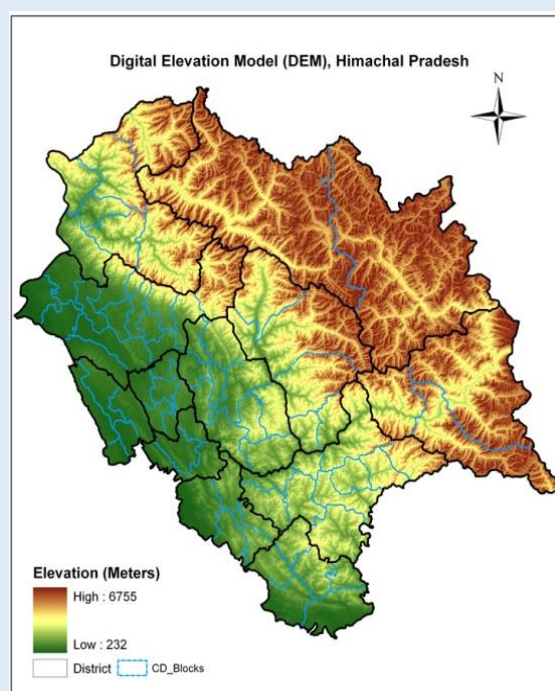 Digital Elevation Model (DEM), Himachal Pradesh
N
Elevation (Meters)
High : 6755
Low : 232
District CD_Blocks